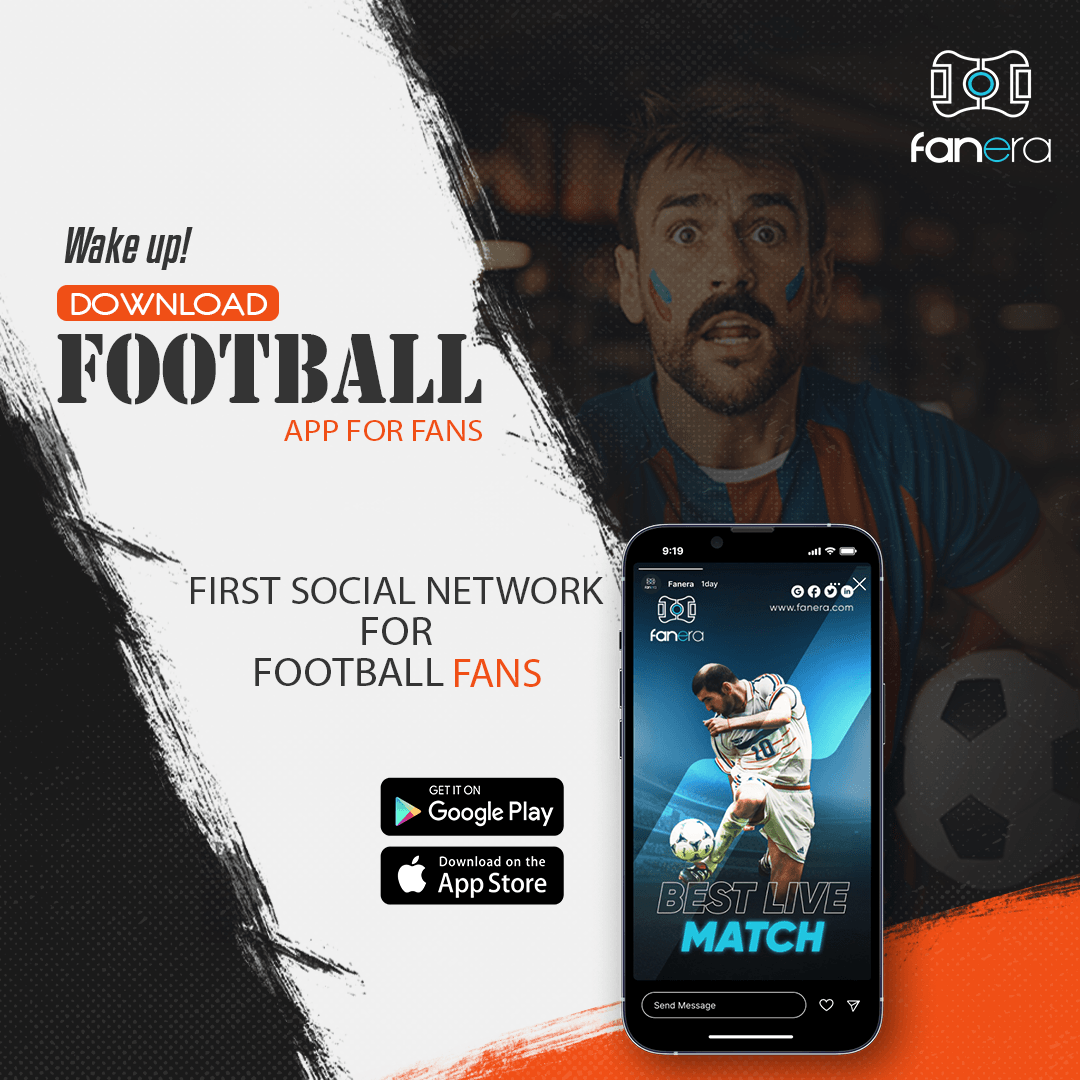 fanera
Wake up!
DOWNLOAD
FOOTBALL
APP FOR FANS
FIRST SOCIAL NETWORK
FOR
FOOTBALL FANS
GET IT ON
Google Play
Download on the
App Store
9:19
Fanera 1day
www.fanera.com
fanera
10
BEST LIVE
MATCH
Send Message